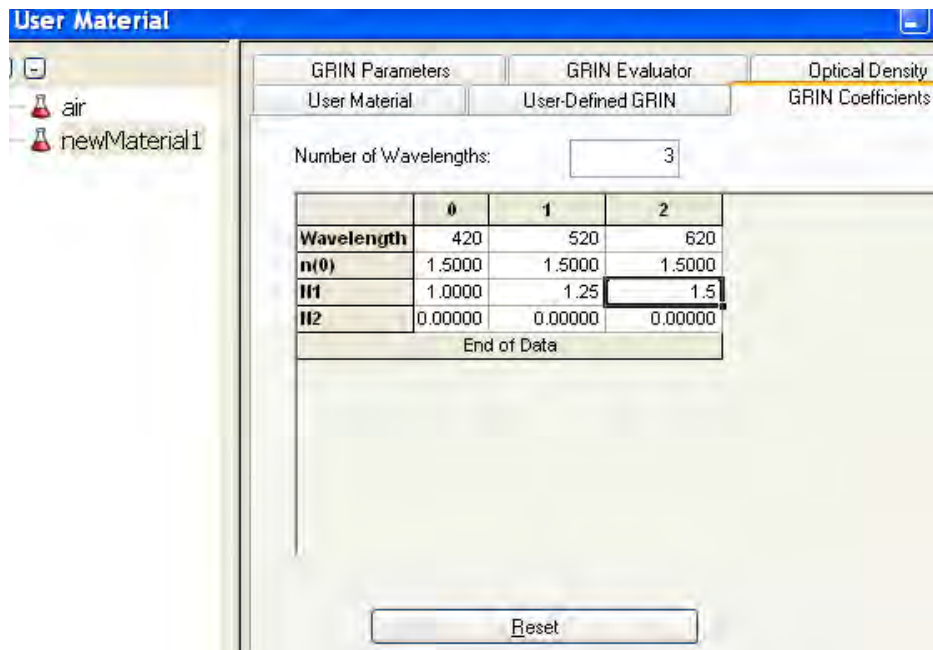 User Material
air
newMaterial1
GRIN Parameters GRIN Evaluator Optical Density
User Material User-Defined GRIN GRIN Coefficients
Number of Wavelengths: 3
0 1 2
Wavelength 420 520 620
n(0) 1.5000 1.5000 1.5000
N1 1.0000 1.25 1.5
N2 0.00000 0.00000 0.00000
End of Data
Reset